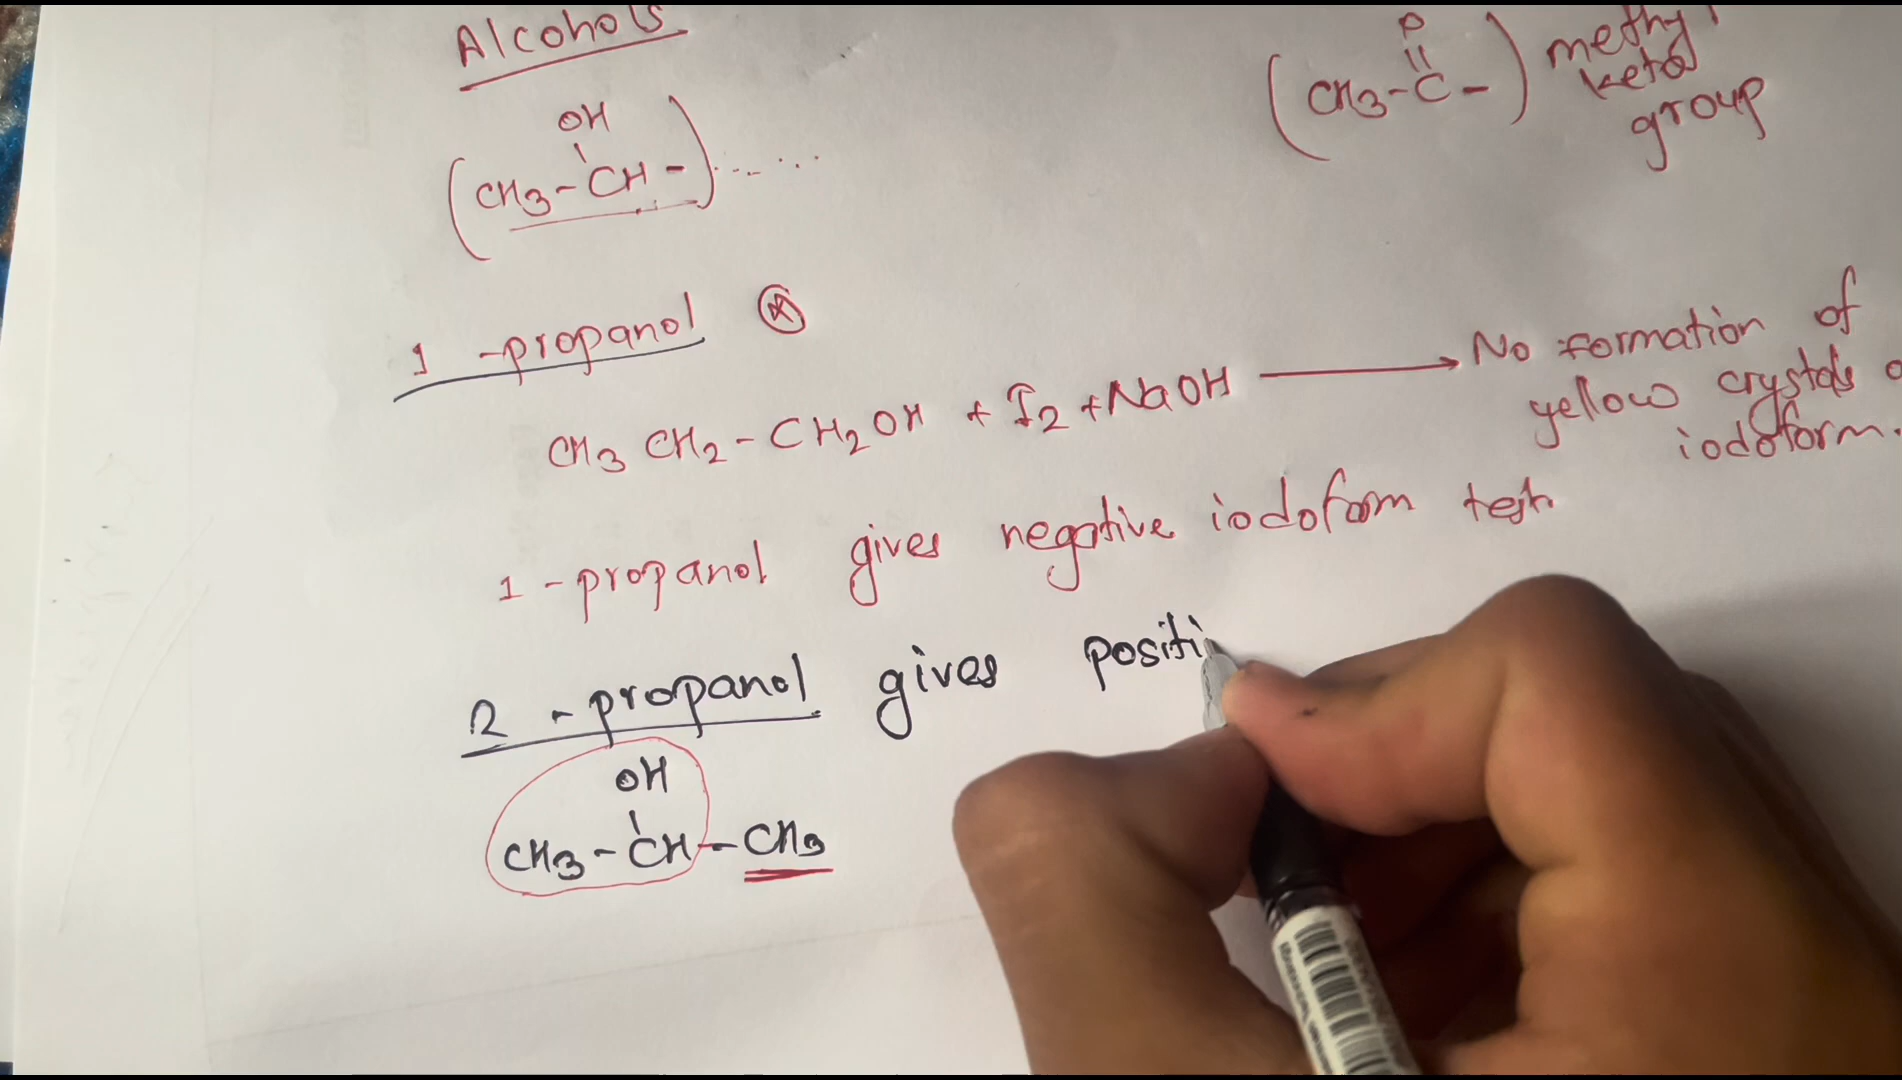 Alcohols
OH
(CH3-CH-).......
O
||
(CH3-C-) methyl
keto
group
1 -propanol
CH3 CH2-CH2OH + I2 +NaOH → No formation of
yellow crystals
iodoform.
1-propanol gives negative iodoform test.
2-propanol gives positi
OH
CH3-CH-CH3